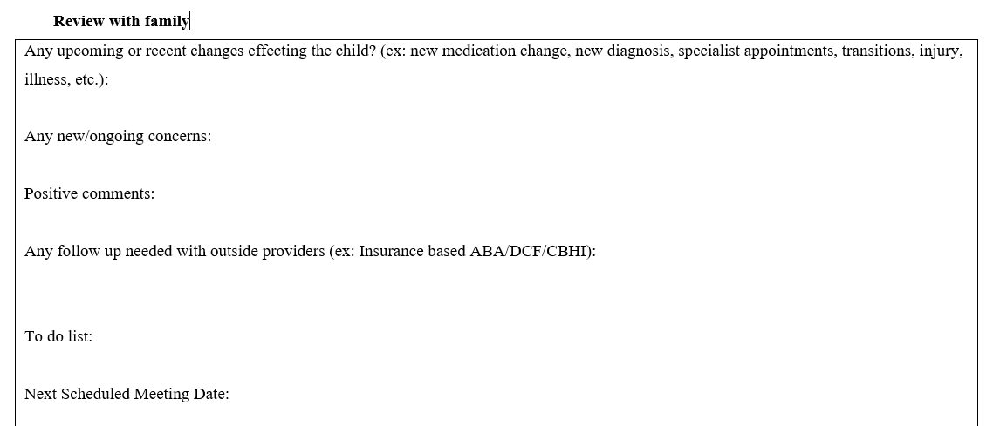 Review with family
Any upcoming or recent changes effecting the child? (ex: new medication change, new diagnosis, specialist appointments, transitions, injury,
illness, etc.):
Any new/ongoing concerns:
Positive comments:
Any follow up needed with outside providers (ex: Insurance based ABA/DCF/CBHI):
To do list:
Next Scheduled Meeting Date: